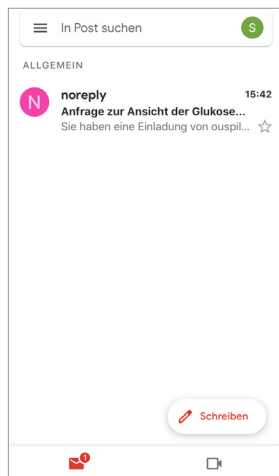 In Post suchen
S
ALLGEMEIN
N
noreply 15:42
Anfrage zur Ansicht der Glukose...
Sie haben eine Einladung von ouspil...
Schreiben
1